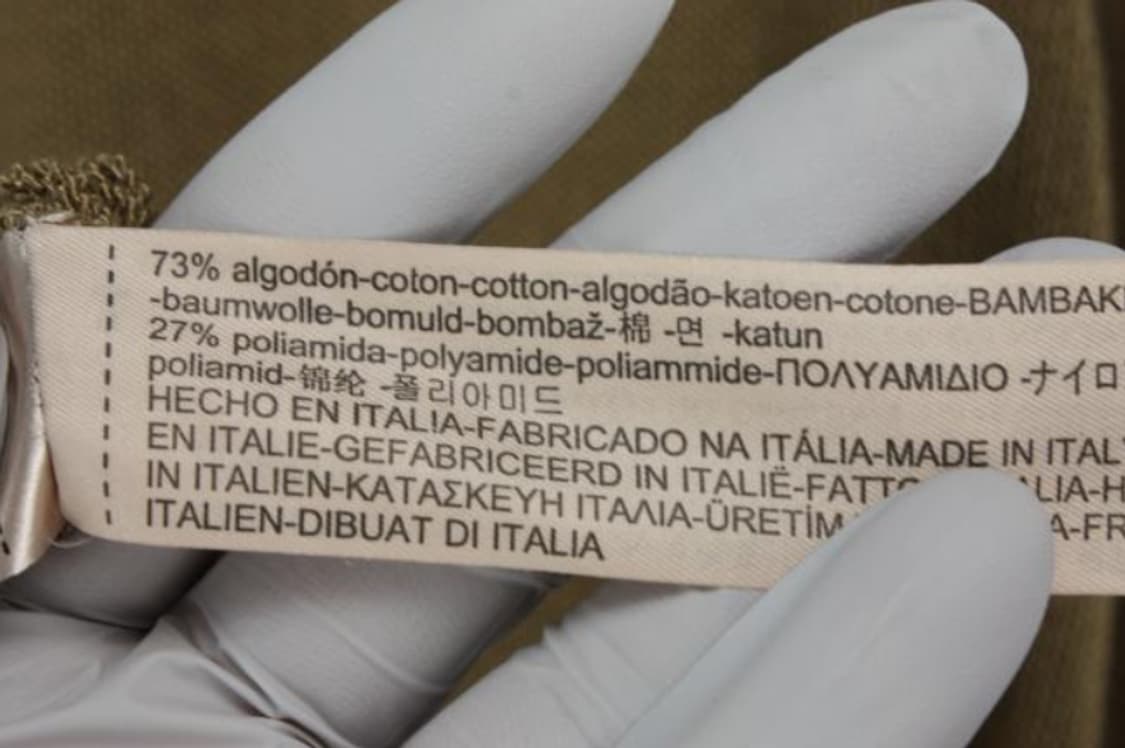 73% algodón-coton-cotton-algodão-katoen-cotone-BAMBAK
-baumwolle-bomuld-bombaž-棉 -면 -katun
27% poliamida-polyamide-poliammide-ΠΟΛΥΑΜΙΔΙΟ -ナイロ
poliamid-锦纶 -폴리아미드
HECHO EN ITALIA-FABRICADO NA ITÁLIA-MADE IN ITALY
EN ITALIE-GEFABRICEERD IN ITALIË-FATTO
IN ITALIEN-ΚΑΤΑΣΚΕΥΗ ΙΤΑΛΙΑ-ÜRETİM
ITALIEN-DIBUAT DI ITALIA